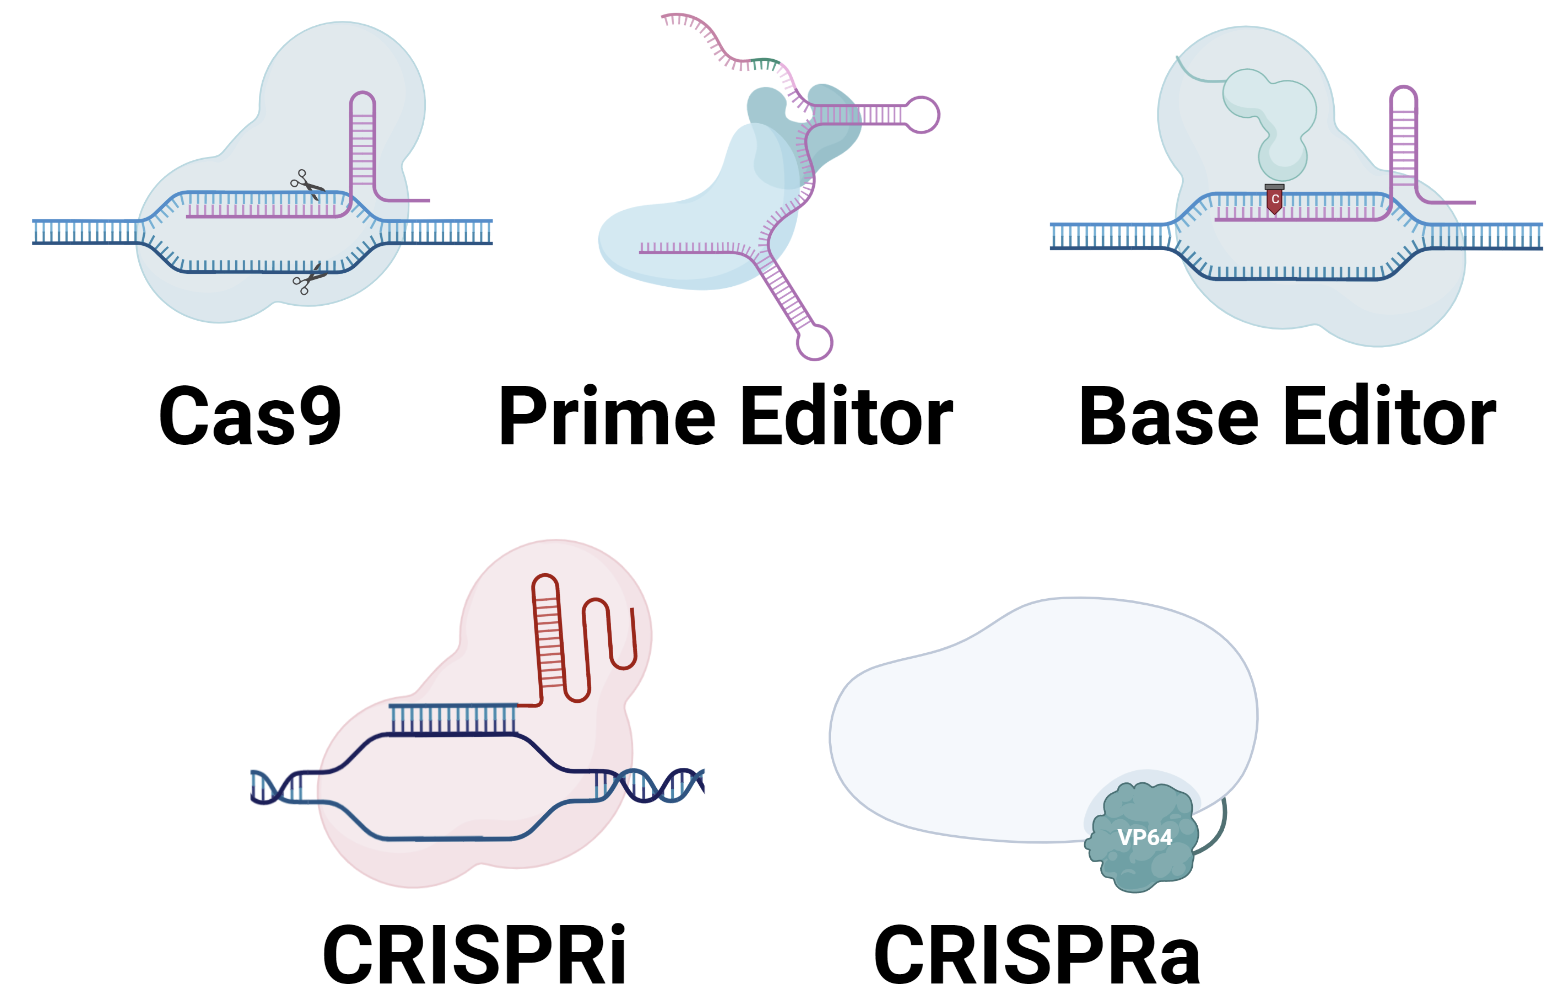 C
Cas9
Prime Editor
Base Editor
VP64
CRISPRi
CRISPRa